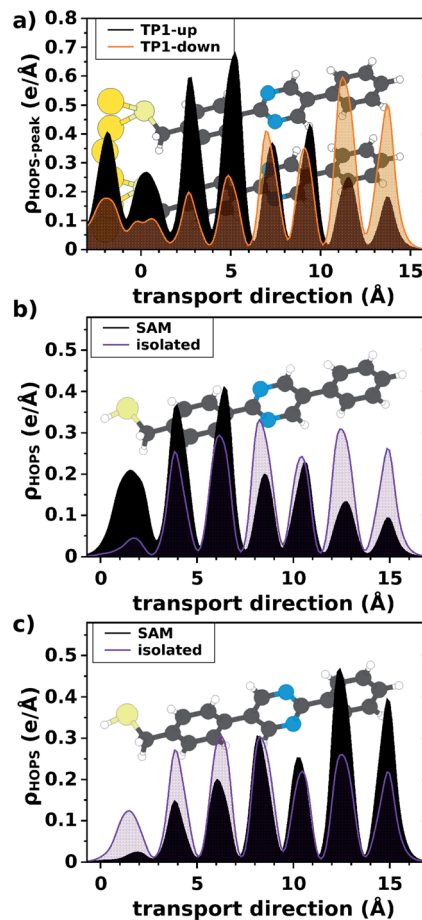 a)
TP1-up
TP1-down
ρHOPS-peak (e/Å)
0.8
0.7
0.6
0.5
0.4
0.3
0.2
0.1
0
0 5 10 15
transport direction (Å)
b)
SAM
isolated
ρHOPS (e/Å)
0.5
0.4
0.3
0.2
0.1
0
0 5 10 15
transport direction (Å)
c)
SAM
isolated
ρHOPS (e/Å)
0.5
0.4
0.3
0.2
0.1
0
0 5 10 15
transport direction (Å)